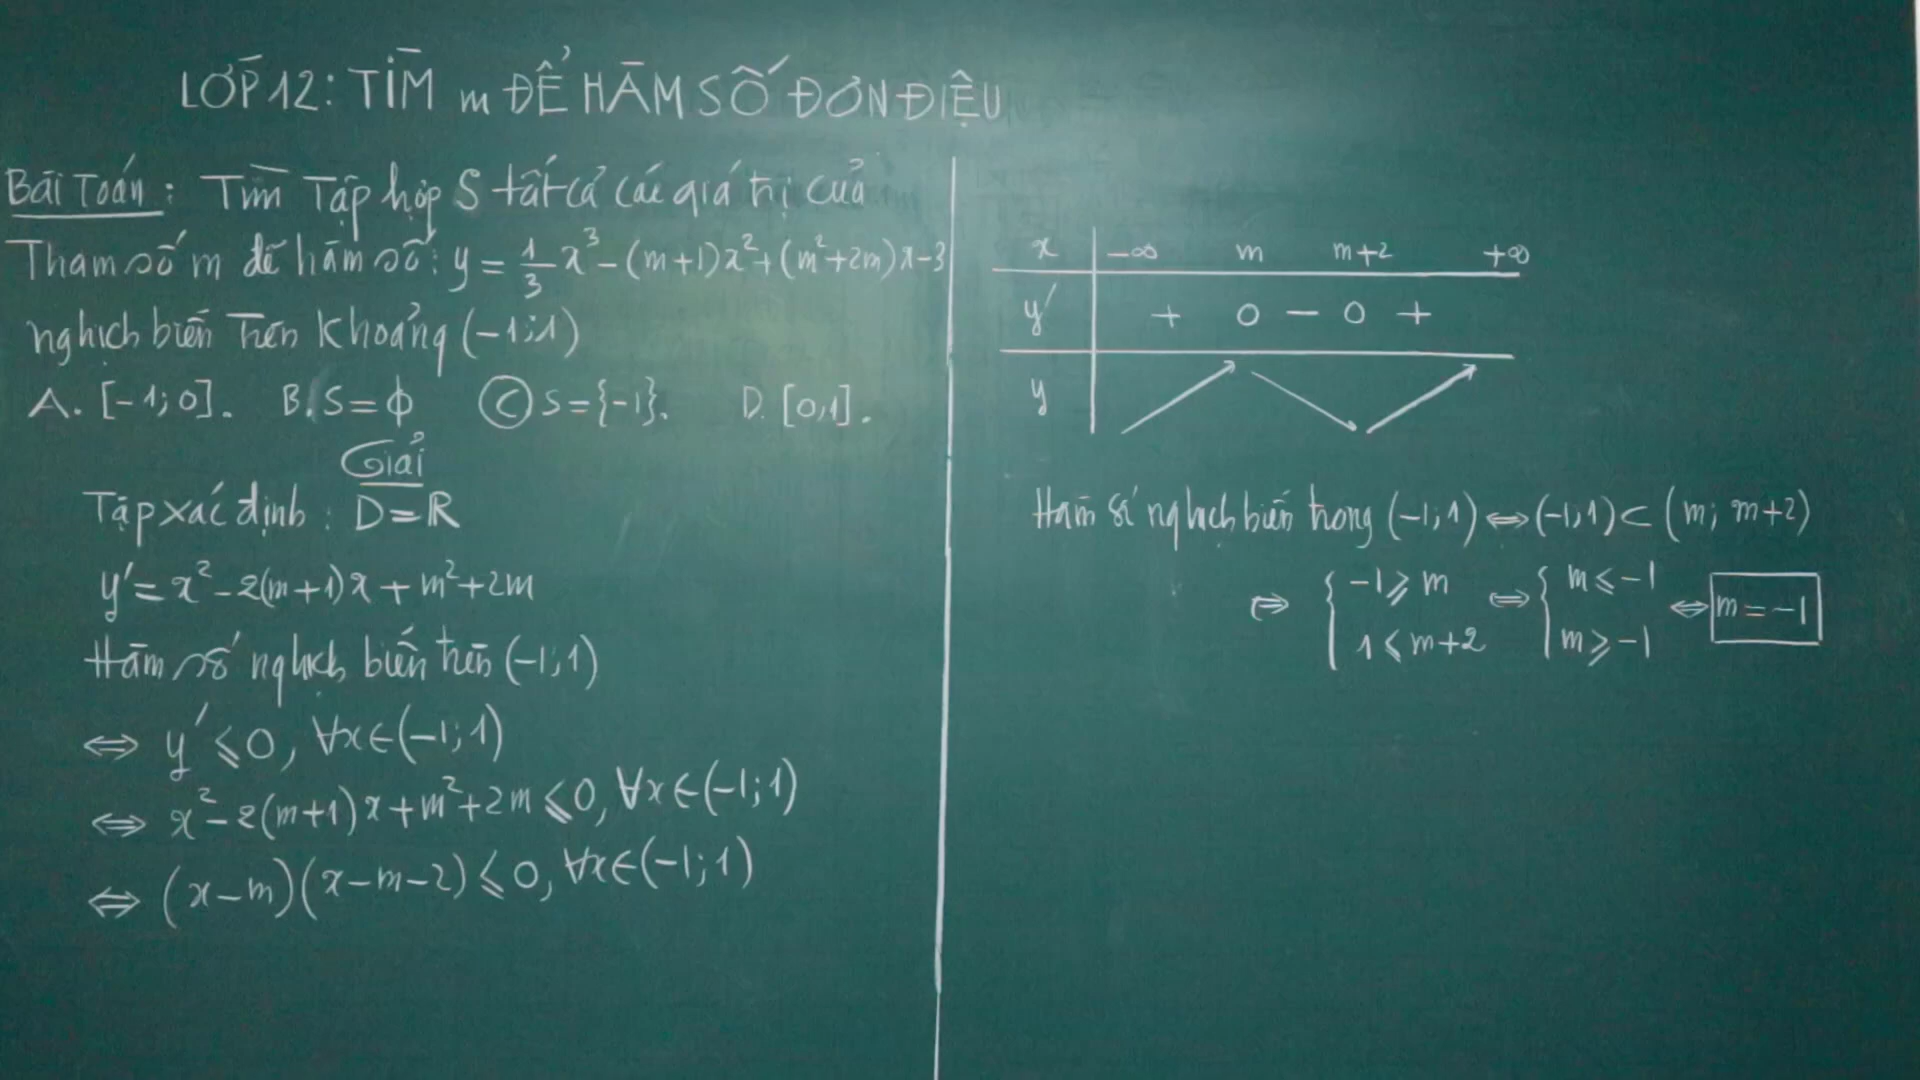 LỚP 12: TÌM m ĐỂ HÀM SỐ ĐƠN ĐIỆU
Bài Toán: Tìm Tập hợp S tất cả các giá trị của
Tham số m để hàm số: y = 1/3 x³ - (m+1)x² + (m²+2m)x - 3
nghịch biến trên khoảng (-1;1)
A. [-1;0]. B. S = ϕ Ⓒ S = {-1}. D. [0,1].
Giải
Tập xác định: D = R
y' = x² - 2(m+1)x + m² + 2m
Hàm số nghịch biến trên (-1;1)
⇔ y' ⩽ 0, ∀x ∈ (-1;1)
⇔ x² - 2(m+1)x + m² + 2m ⩽ 0, ∀x ∈ (-1;1)
⇔ (x-m)(x-m-2) ⩽ 0, ∀x ∈ (-1;1)
x -∞ m m+2 +∞
y' + 0 - 0 +
y
Hàm số nghịch biến trong (-1;1) ⇔ (-1;1) ⊂ (m; m+2)
⇔ { -1 ⩾ m ⇔ { m ⩽ -1 ⇔ m = -1
1 ⩽ m+2 m ⩾ -1